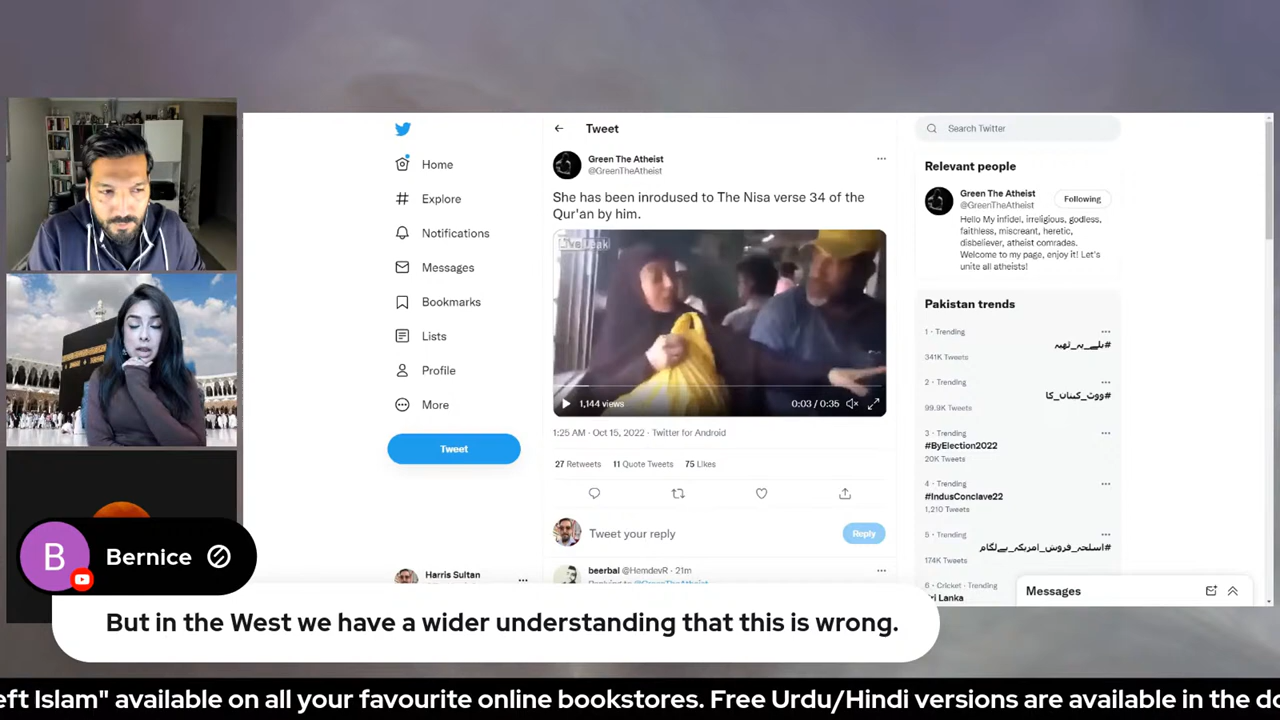 Tweet
Search Twitter
Green The Atheist
@GreenTheAtheist
She has been inrodused to The Nisa verse 34 of the
Qur'an by him.
LiveLeak
1,144 views
0:03 / 0:35
1:25 AM · Oct 15, 2022 · Twitter for Android
27 Retweets 11 Quote Tweets 75 Likes
Tweet your reply
Reply
beerbal @HemdevR · 21m
Replying to @GreenTheAtheist
Home
Explore
Notifications
Messages
Bookmarks
Lists
Profile
More
Tweet
Harris Sultan
Relevant people
Green The Atheist
@GreenTheAtheist
Following
Hello My infidel, irreligious, godless,
faithless, miscreant, heretic,
disbeliever, atheist comrades.
Welcome to my page, enjoy it! Let's
unite all atheists!
Pakistan trends
1 · Trending
#بلے_پہ_ٹھپہ
341K Tweets
2 · Trending
#ووٹ_کپتان_کا
99.9K Tweets
3 · Trending
#ByElection2022
20K Tweets
4 · Trending
#IndusConclave22
1,210 Tweets
5 · Trending
#اسلحہ_فروش_امریکہ_بےلگام
174K Tweets
6 · Cricket · Trending
Sri Lanka
Messages
B
Bernice
But in the West we have a wider understanding that this is wrong.
eft Islam" available on all your favourite online bookstores. Free Urdu/Hindi versions are available in the de